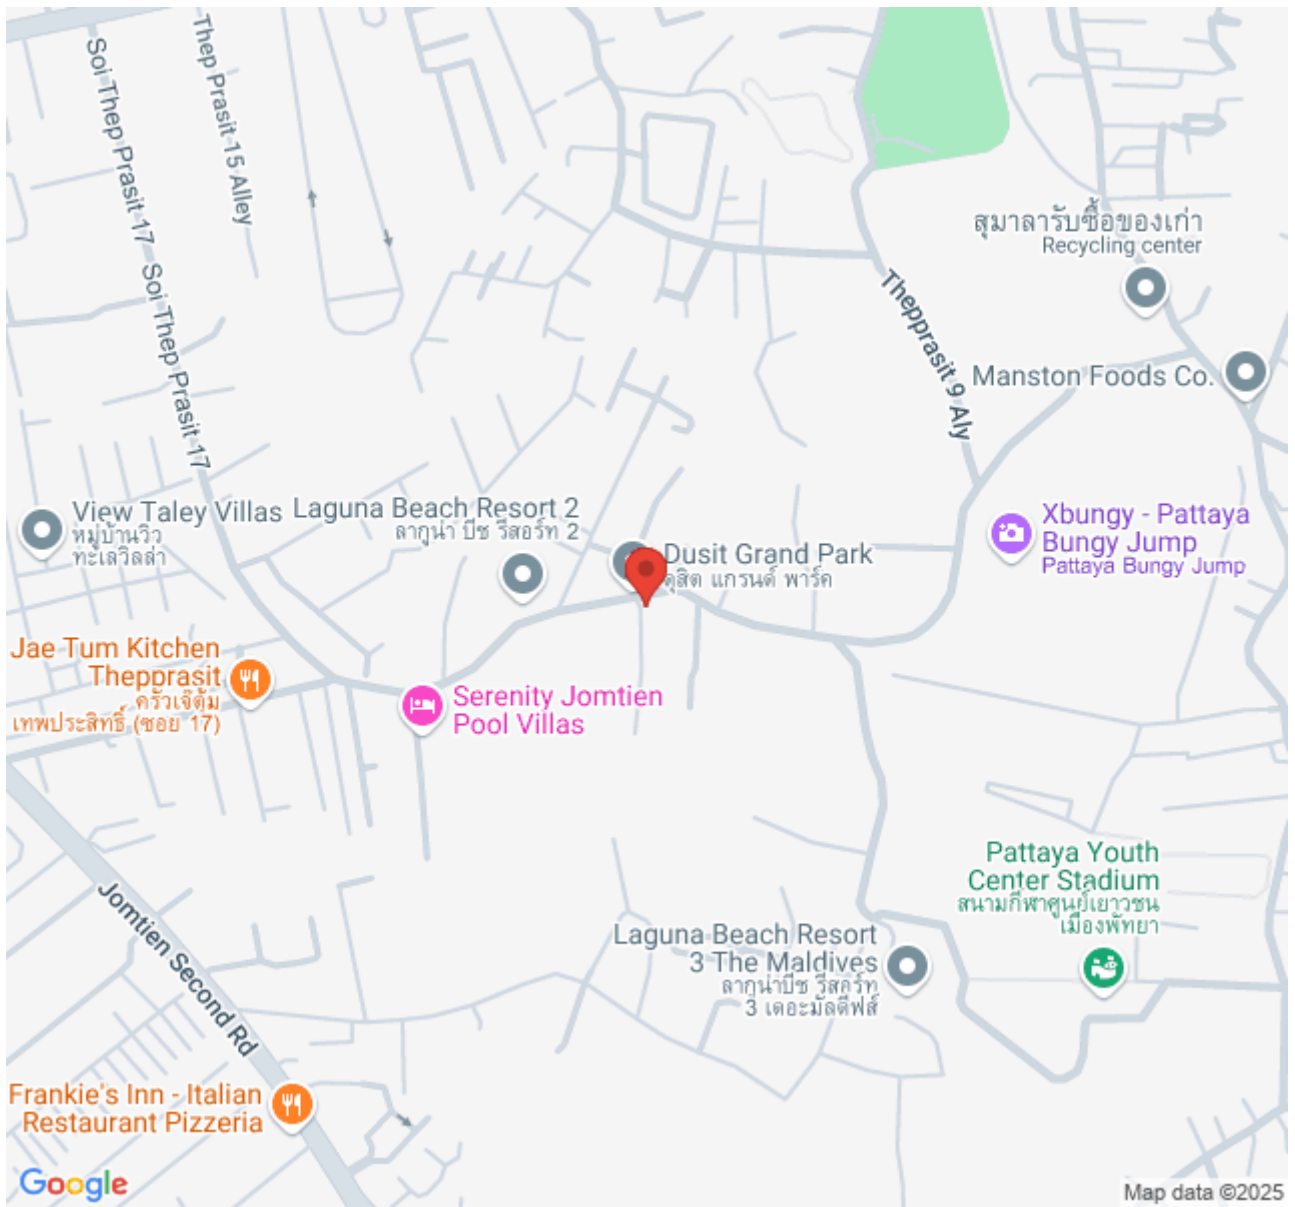 Thep Prasit 15 Alley
Soi Thep Prasit 17
Soi Thep Prasit 17
สุมาลารับซื้อของเก่า
Recycling center
Thepprasit 9 Aly
Manston Foods Co.
View Taley Villas
หมู่บ้านวิว
ทะเลวิลล่า
Laguna Beach Resort 2
ลากูน่า บีช รีสอร์ท 2
Dusit Grand Park
ดุสิต แกรนด์ พาร์ค
Xbungy - Pattaya
Bungy Jump
Pattaya Bungy Jump
Jae Tum Kitchen
Thepprasit
ครัวเจ๊ตุ้ม
เทพประสิทธิ์ (ซอย 17)
Serenity Jomtien
Pool Villas
Pattaya Youth
Center Stadium
สนามกีฬาศูนย์เยาวชน
เมืองพัทยา
Laguna Beach Resort
3 The Maldives
ลากูน่าบีช รีสอร์ท
3 เดอะมัลดีฟส์
Jomtien Second Rd
Frankie's Inn - Italian
Restaurant Pizzeria
Google
Map data ©2025